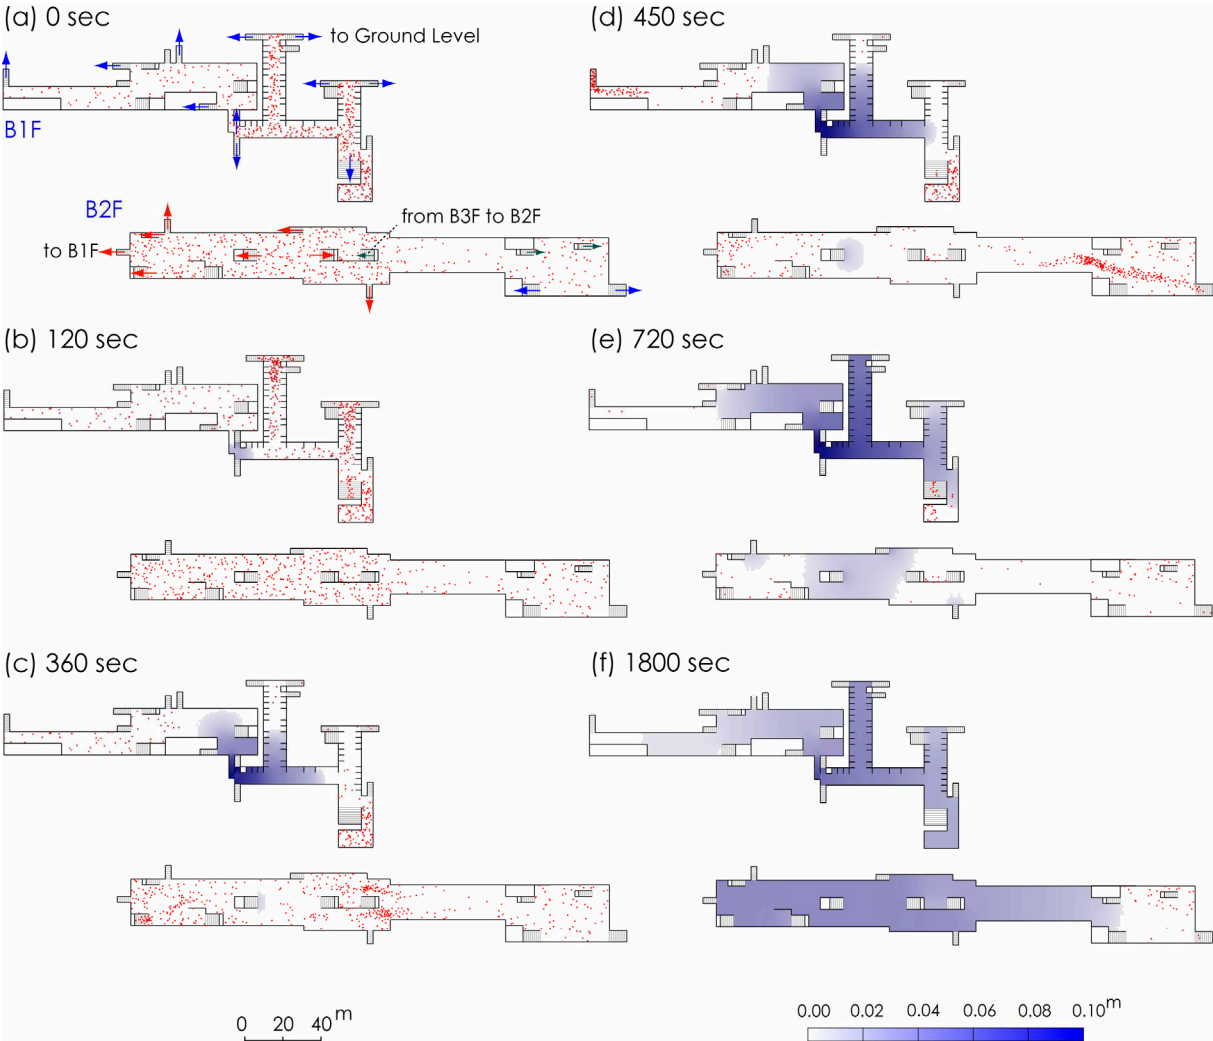 (a) 0 sec
to Ground Level
B1F
B2F
from B3F to B2F
to B1F
(b) 120 sec
(c) 360 sec
0 20 40 m
(d) 450 sec
(e) 720 sec
(f) 1800 sec
0.00 0.02 0.04 0.06 0.08 0.10 m